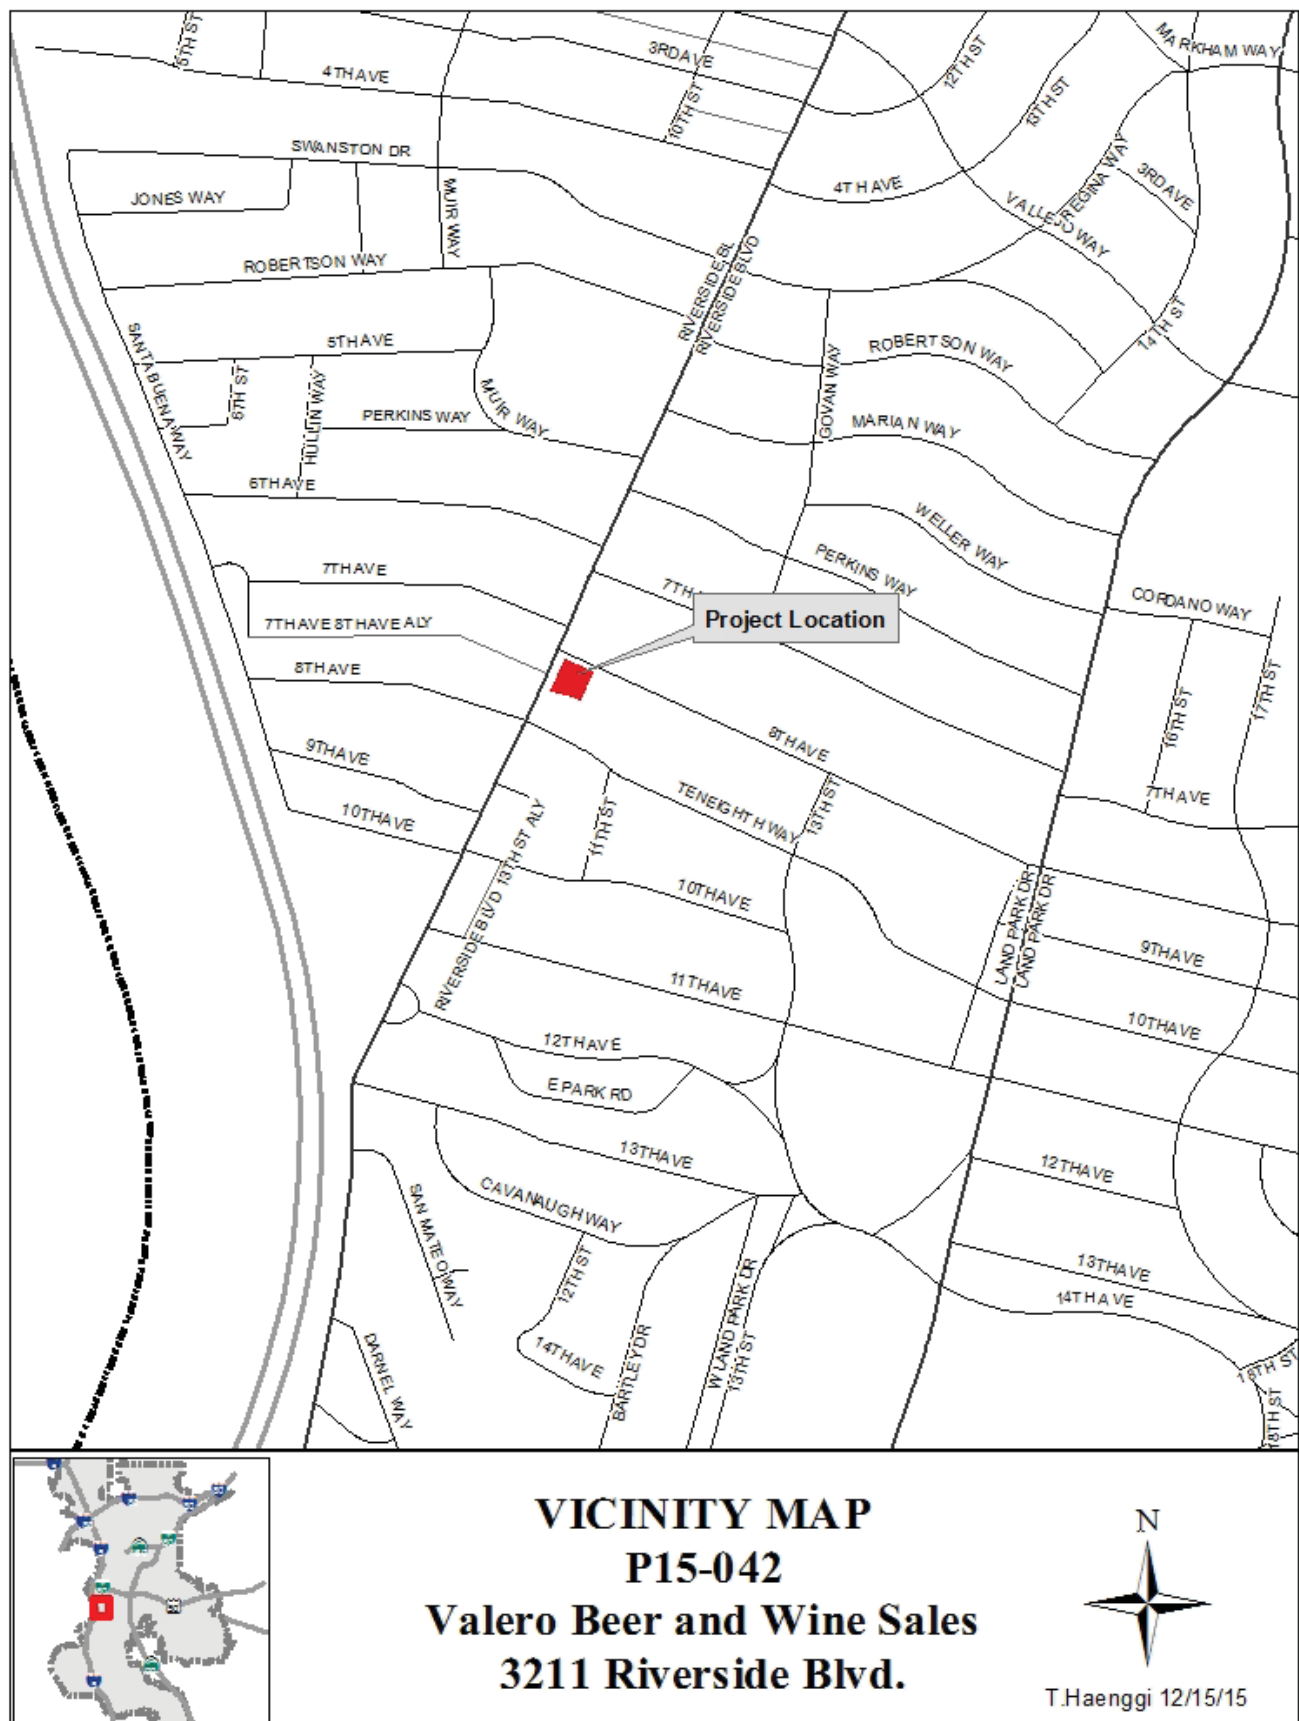 5TH ST
3RD AVE
12TH ST
MARKHAM WAY
4TH AVE
10TH ST
13TH ST
SWANSTON DR
JONES WAY
MUIR WAY
4TH AVE
REGINA WAY
3RD AVE
VALLEJO WAY
ROBERTSON WAY
RIVERSIDE BL
RIVERSIDE BLVD
SANTA BUENA WAY
5TH AVE
14TH ST
ROBERTSON WAY
6TH ST
HULLIN WAY
PERKINS WAY
MUIR WAY
GOVAN WAY
MARIAN WAY
6TH AVE
WELLER WAY
7TH AVE
PERKINS WAY
7TH
CORDANO WAY
Project Location
7TH AVE 8TH AVE ALY
8TH AVE
17TH ST
16TH ST
9TH AVE
8TH AVE
10TH AVE
11TH ST
TENEIGHTH WAY
13TH ST
7TH AVE
RIVERSIDE BLVD 13TH ST ALY
10TH AVE
LAND PARK DR
LAND PARK DR
9TH AVE
11TH AVE
10TH AVE
12TH AVE
E PARK RD
13TH AVE
12TH AVE
CAVANAUGH WAY
SAN MATEO WAY
12TH ST
W LAND PARK DR
13TH AVE
14TH AVE
DARNEL WAY
14TH AVE
BARTLEY DR
13TH ST
18TH ST
18TH ST
VICINITY MAP
P15-042
Valero Beer and Wine Sales
3211 Riverside Blvd.
N
T.Haenggi 12/15/15